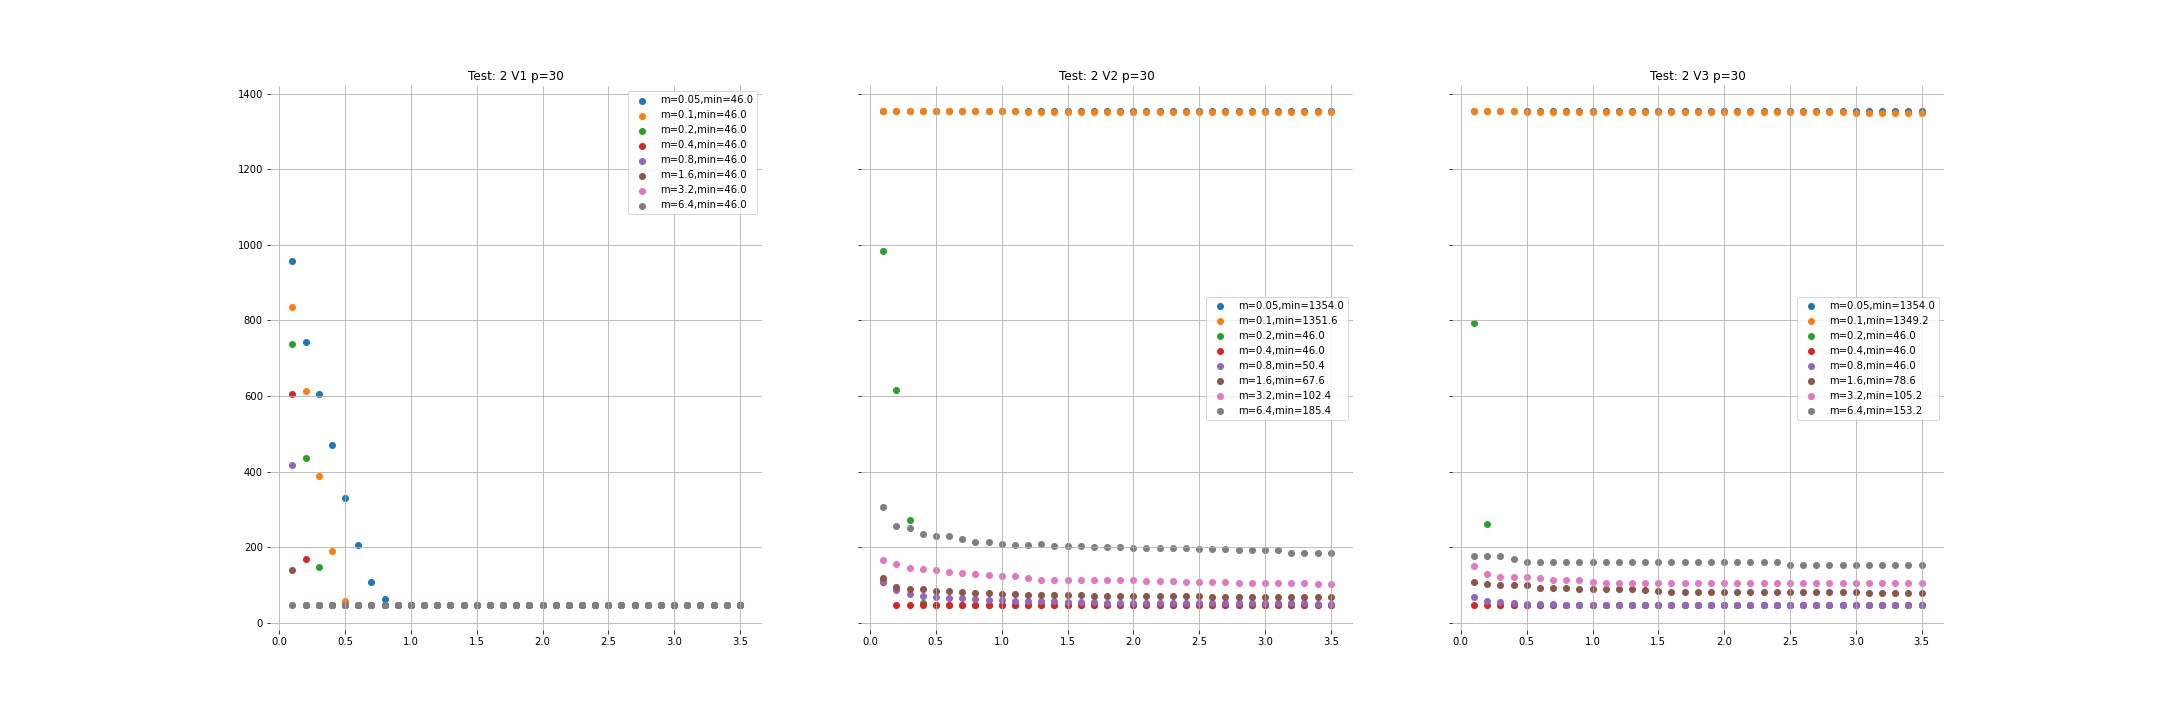 Test: 2 V1 p=30
1400
1200
1000
800
600
400
200
0
0.0 0.5 1.0 1.5 2.0 2.5 3.0 3.5
m=0.05,min=46.0
m=0.1,min=46.0
m=0.2,min=46.0
m=0.4,min=46.0
m=0.8,min=46.0
m=1.6,min=46.0
m=3.2,min=46.0
m=6.4,min=46.0
Test: 2 V2 p=30
m=0.05,min=1354.0
m=0.1,min=1351.6
m=0.2,min=46.0
m=0.4,min=46.0
m=0.8,min=50.4
m=1.6,min=67.6
m=3.2,min=102.4
m=6.4,min=185.4
0.0 0.5 1.0 1.5 2.0 2.5 3.0 3.5
Test: 2 V3 p=30
m=0.05,min=1354.0
m=0.1,min=1349.2
m=0.2,min=46.0
m=0.4,min=46.0
m=0.8,min=46.0
m=1.6,min=78.6
m=3.2,min=105.2
m=6.4,min=153.2
0.0 0.5 1.0 1.5 2.0 2.5 3.0 3.5